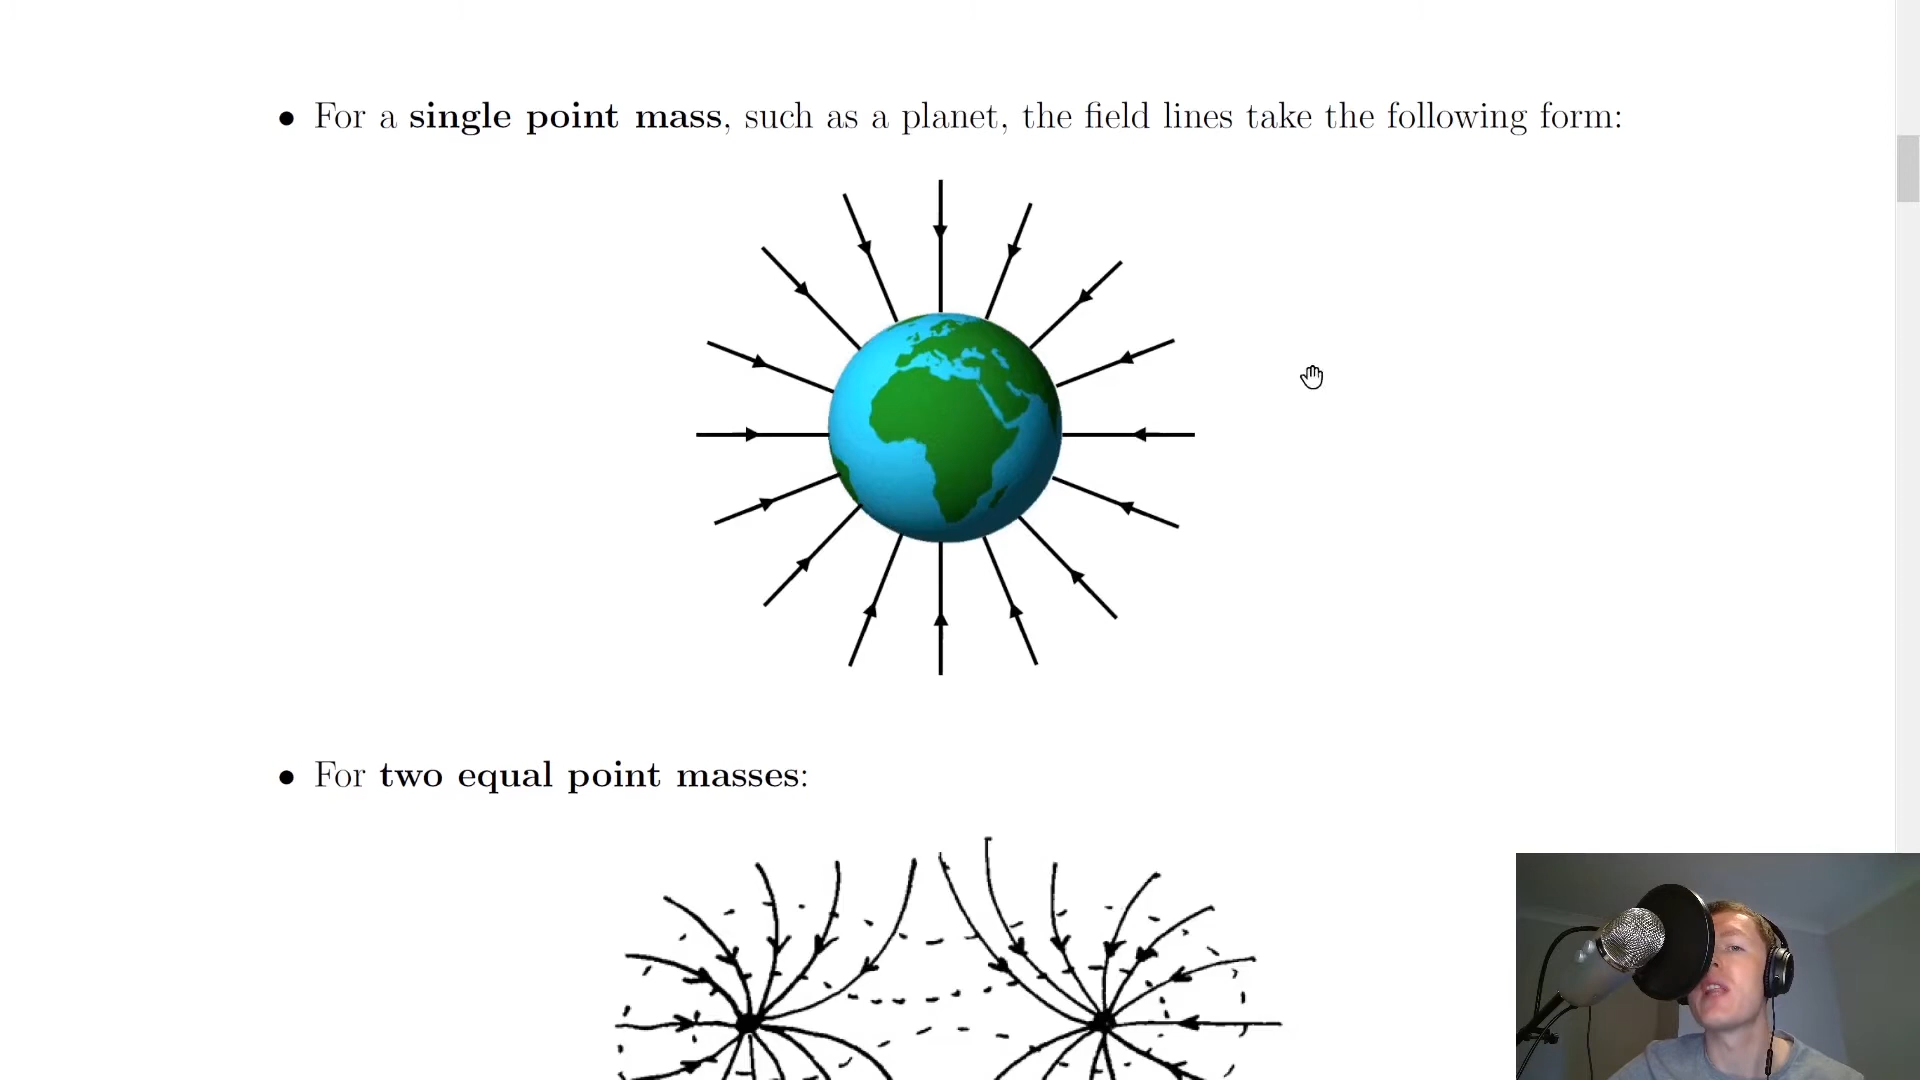 • For a single point mass, such as a planet, the field lines take the following form:
• For two equal point masses: